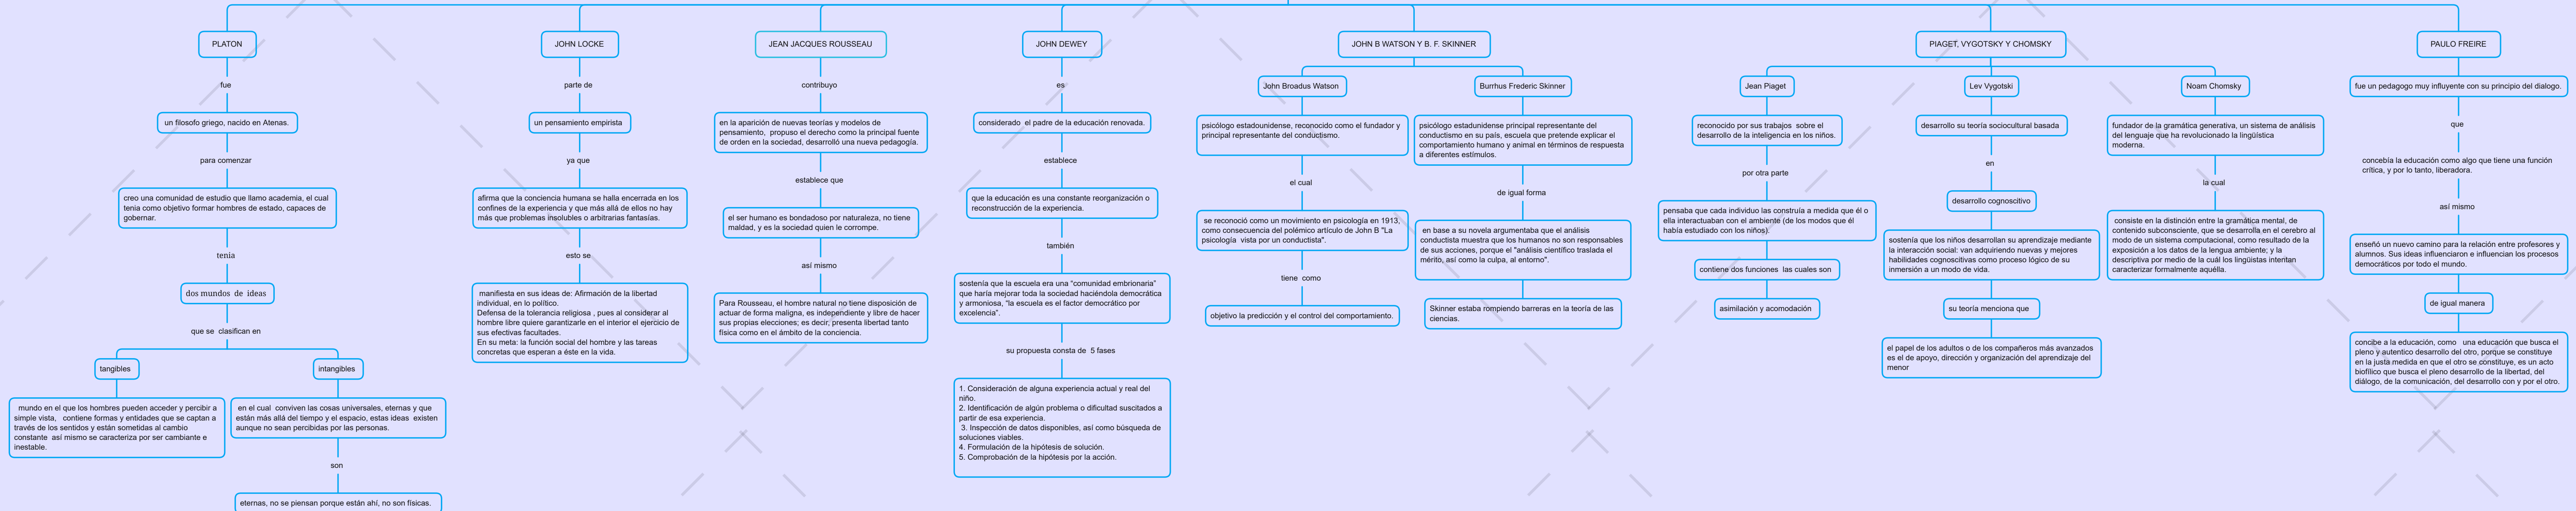 PLATON
fue
un filosofo griego, nacido en Atenas.
para comenzar
creo una comunidad de estudio que llamo academia, el cual
tenia como objetivo formar hombres de estado, capaces de
gobernar.
tenia
dos mundos de ideas
que se clasifican en
tangibles
mundo en el que los hombres pueden acceder y percibir a
simple vista, contiene formas y entidades que se captan a
través de los sentidos y están sometidas al cambio
constante así mismo se caracteriza por ser cambiante e
inestable.
intangibles
en el cual conviven las cosas universales, eternas y que
están más allá del tiempo y el espacio, estas ideas existen
aunque no sean percibidas por las personas.
son
eternas, no se piensan porque están ahí, no son físicas.
JOHN LOCKE
parte de
un pensamiento empirista
ya que
afirma que la conciencia humana se halla encerrada en los
confines de la experiencia y que más allá de ellos no hay
más que problemas insolubles o arbitrarias fantasías.
esto se
manifiesta en sus ideas de: Afirmación de la libertad
individual, en lo político.
Defensa de la tolerancia religiosa , pues al considerar al
hombre libre quiere garantizarle en el interior el ejercicio de
sus efectivas facultades.
En su meta: la función social del hombre y las tareas
concretas que esperan a éste en la vida.
JEAN JACQUES ROUSSEAU
contribuyo
en la aparición de nuevas teorías y modelos de
pensamiento, propuso el derecho como la principal fuente
de orden en la sociedad, desarrolló una nueva pedagogía.
establece que
el ser humano es bondadoso por naturaleza, no tiene
maldad, y es la sociedad quien le corrompe.
así mismo
Para Rousseau, el hombre natural no tiene disposición de
actuar de forma maligna, es independiente y libre de hacer
sus propias elecciones; es decir, presenta libertad tanto
física como en el ámbito de la conciencia.
JOHN DEWEY
es
considerado el padre de la educación renovada.
establece
que la educación es una constante reorganización o
reconstrucción de la experiencia.
también
sostenía que la escuela era una "comunidad embrionaria"
que haría mejorar toda la sociedad haciéndola democrática
y armoniosa, "la escuela es el factor democrático por
excelencia".
su propuesta consta de 5 fases
1. Consideración de alguna experiencia actual y real del
niño.
2. Identificación de algún problema o dificultad suscitados a
partir de esa experiencia.
3. Inspección de datos disponibles, así como búsqueda de
soluciones viables.
4. Formulación de la hipótesis de solución.
5. Comprobación de la hipótesis por la acción.
JOHN B WATSON Y B. F. SKINNER
John Broadus Watson
psicólogo estadounidense, reconocido como el fundador y
principal representante del conductismo.
el cual
se reconoció como un movimiento en psicología en 1913,
como consecuencia del polémico artículo de John B "La
psicología vista por un conductista".
tiene como
objetivo la predicción y el control del comportamiento.
Burrhus Frederic Skinner
psicólogo estadunidense principal representante del
conductismo en su país, escuela que pretende explicar el
comportamiento humano y animal en términos de respuesta
a diferentes estímulos.
de igual forma
en base a su novela argumentaba que el análisis
conductista muestra que los humanos no son responsables
de sus acciones, porque el "análisis científico traslada el
mérito, así como la culpa, al entorno".
Skinner estaba rompiendo barreras en la teoría de las
ciencias.
PIAGET, VYGOTSKY Y CHOMSKY
Jean Piaget
reconocido por sus trabajos sobre el
desarrollo de la inteligencia en los niños.
por otra parte
pensaba que cada individuo las construía a medida que él o
ella interactuaban con el ambiente (de los modos que él
había estudiado con los niños).
contiene dos funciones las cuales son
asimilación y acomodación
Lev Vygotski
desarrollo su teoría sociocultural basada
en
desarrollo cognoscitivo
sostenía que los niños desarrollan su aprendizaje mediante
la interacción social: van adquiriendo nuevas y mejores
habilidades cognoscitivas como proceso lógico de su
inmersión a un modo de vida.
su teoría menciona que
el papel de los adultos o de los compañeros más avanzados
es el de apoyo, dirección y organización del aprendizaje del
menor
Noam Chomsky
fundador de la gramática generativa, un sistema de análisis
del lenguaje que ha revolucionado la lingüística
moderna.
la cual
consiste en la distinción entre la gramática mental, de
contenido subconsciente, que se desarrolla en el cerebro al
modo de un sistema computacional, como resultado de la
exposición a los datos de la lengua ambiente; y la
descriptiva por medio de la cuál los lingüistas intentan
caracterizar formalmente aquélla.
PAULO FREIRE
fue un pedagogo muy influyente con su principio del dialogo.
que
concebía la educación como algo que tiene una función
crítica, y por lo tanto, liberadora.
así mismo
enseñó un nuevo camino para la relación entre profesores y
alumnos. Sus ideas influenciaron e influencian los procesos
democráticos por todo el mundo.
de igual manera
concibe a la educación, como una educación que busca el
pleno y autentico desarrollo del otro, porque se constituye
en la justa medida en que el otro se constituye, es un acto
biofílico que busca el pleno desarrollo de la libertad, del
diálogo, de la comunicación, del desarrollo con y por el otro.